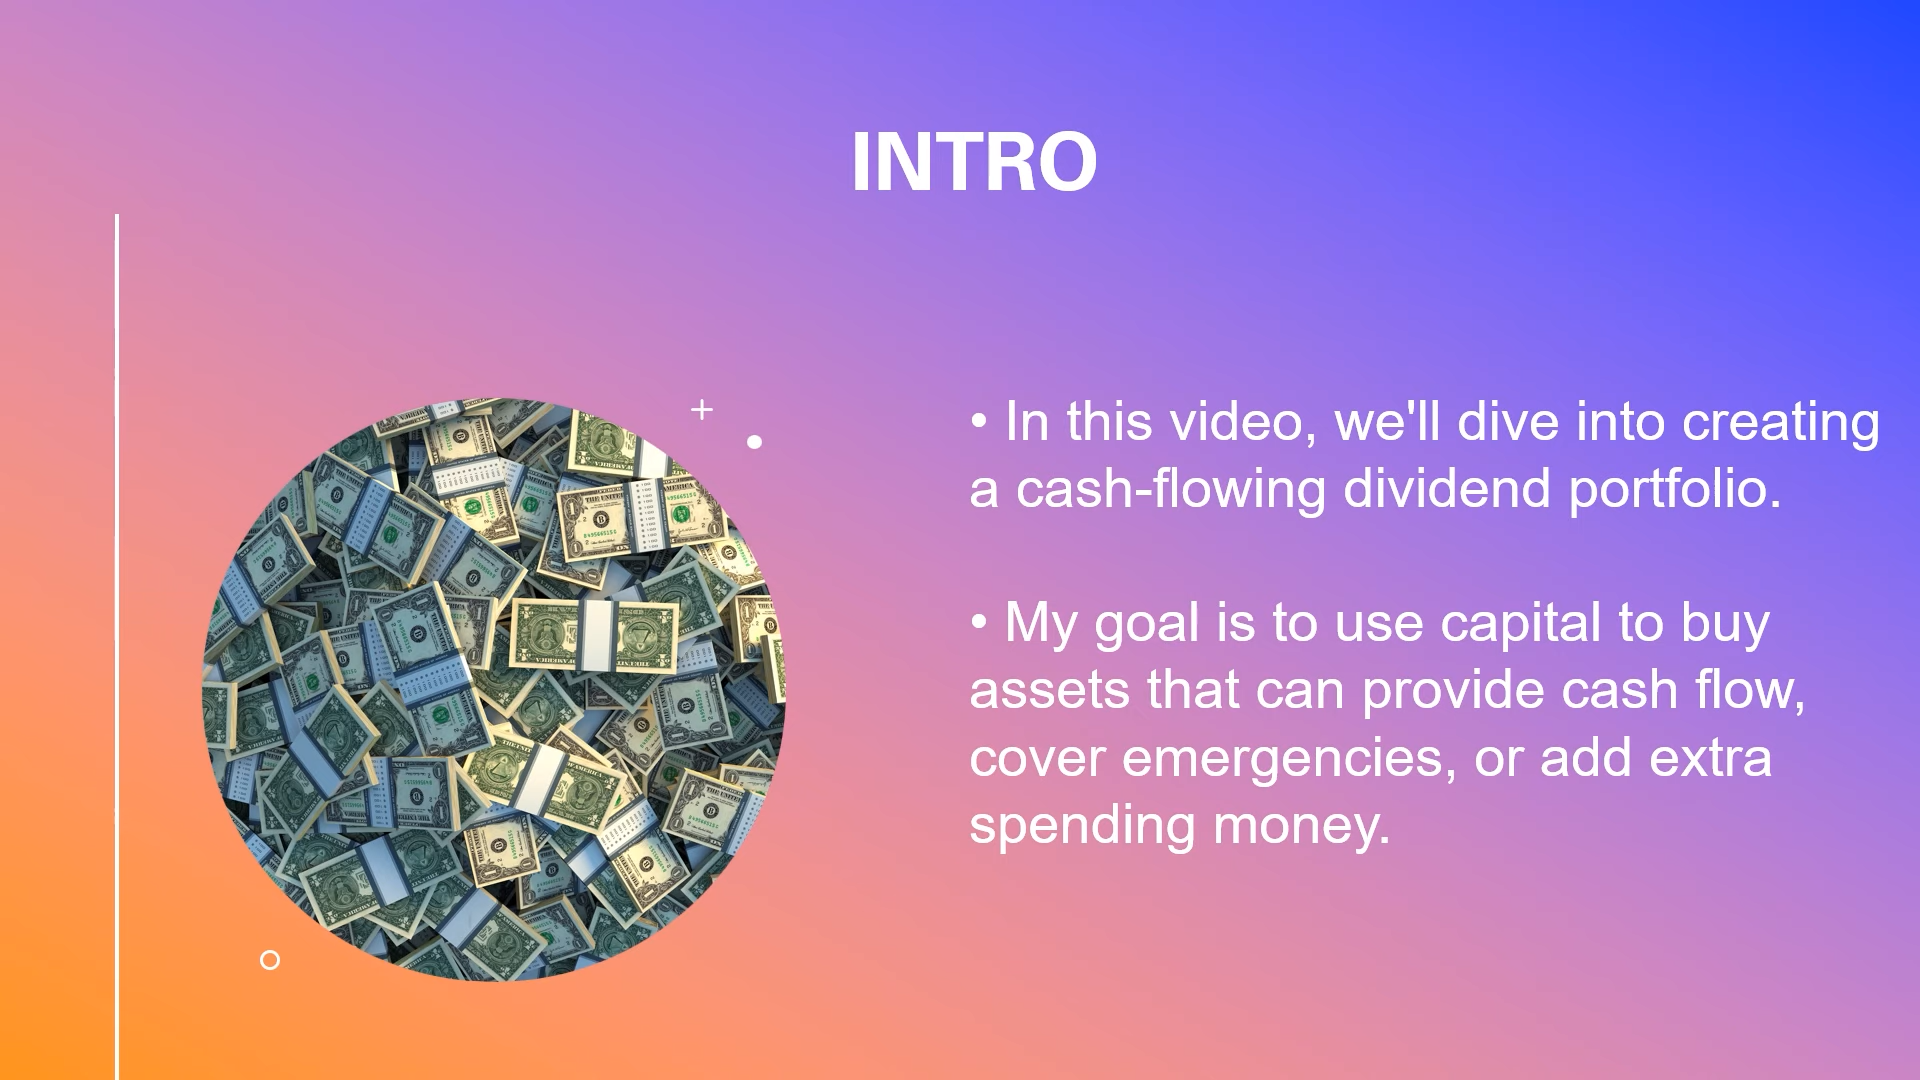 INTRO
• In this video, we'll dive into creating
a cash-flowing dividend portfolio.
• My goal is to use capital to buy
assets that can provide cash flow,
cover emergencies, or add extra
spending money.